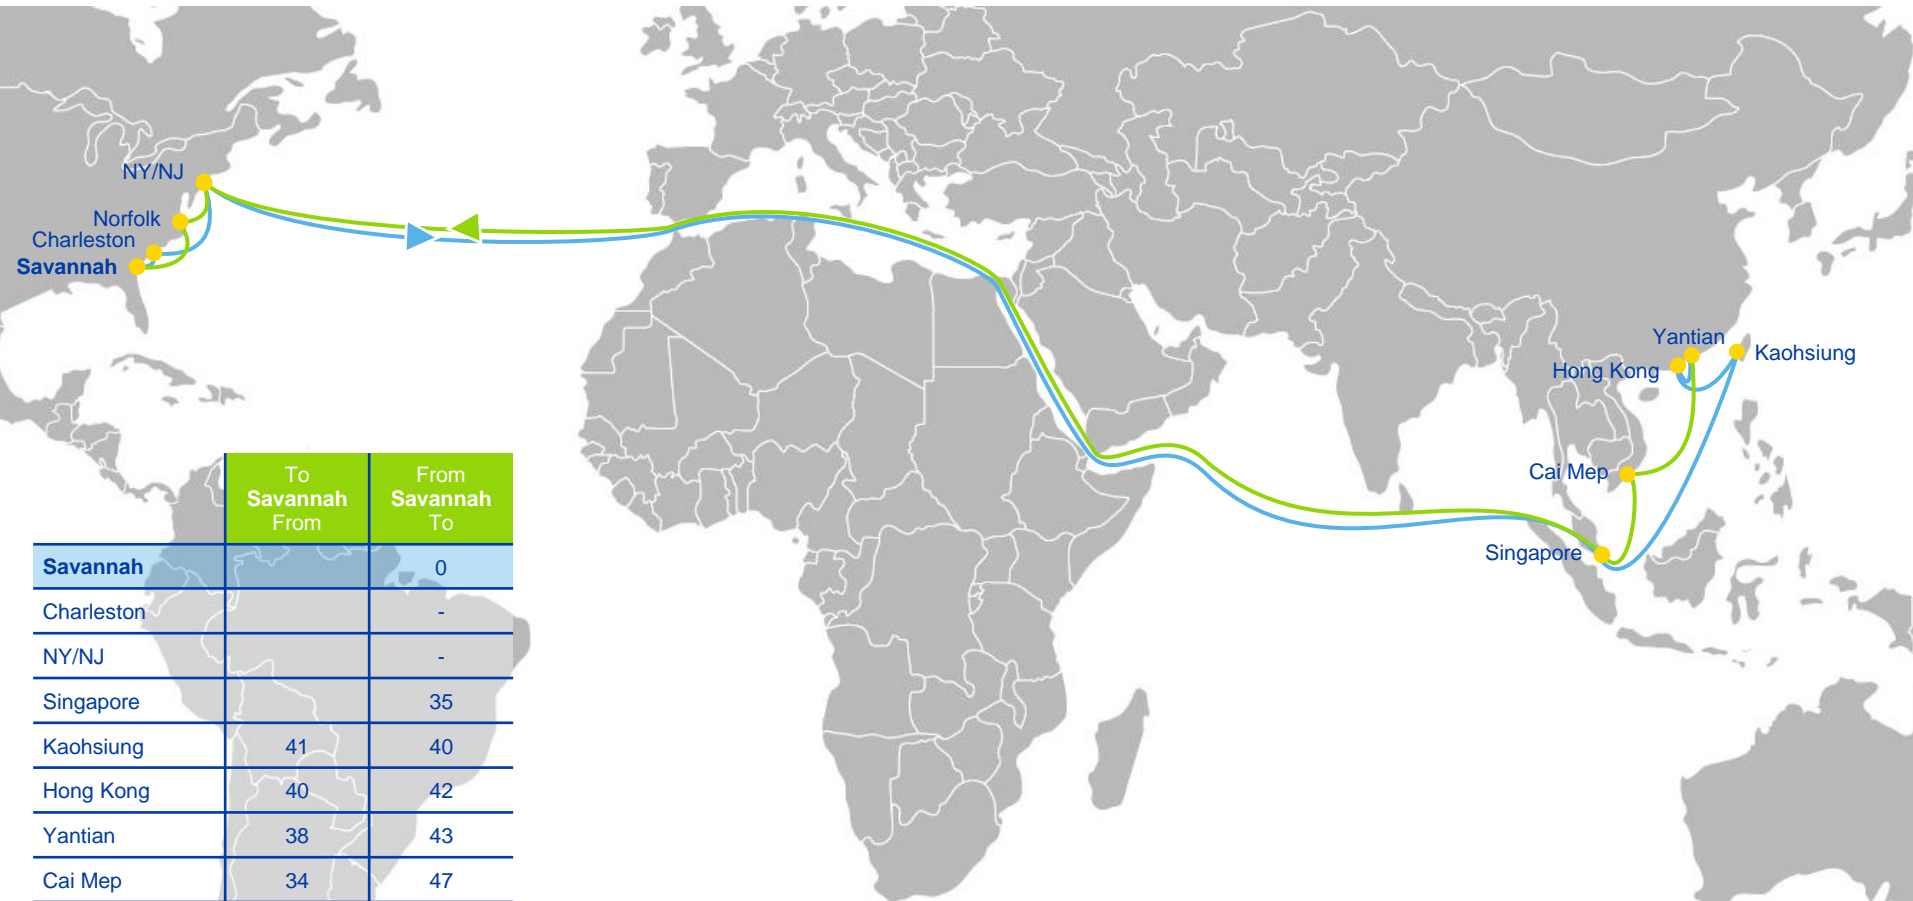 NY/NJ
Norfolk
Charleston
Savannah
Yantian
Kaohsiung
Hong Kong
Cai Mep
Singapore
To Savannah From
From Savannah To
Savannah 0
Charleston -
NY/NJ -
Singapore 35
Kaohsiung 41 40
Hong Kong 40 42
Yantian 38 43
Cai Mep 34 47